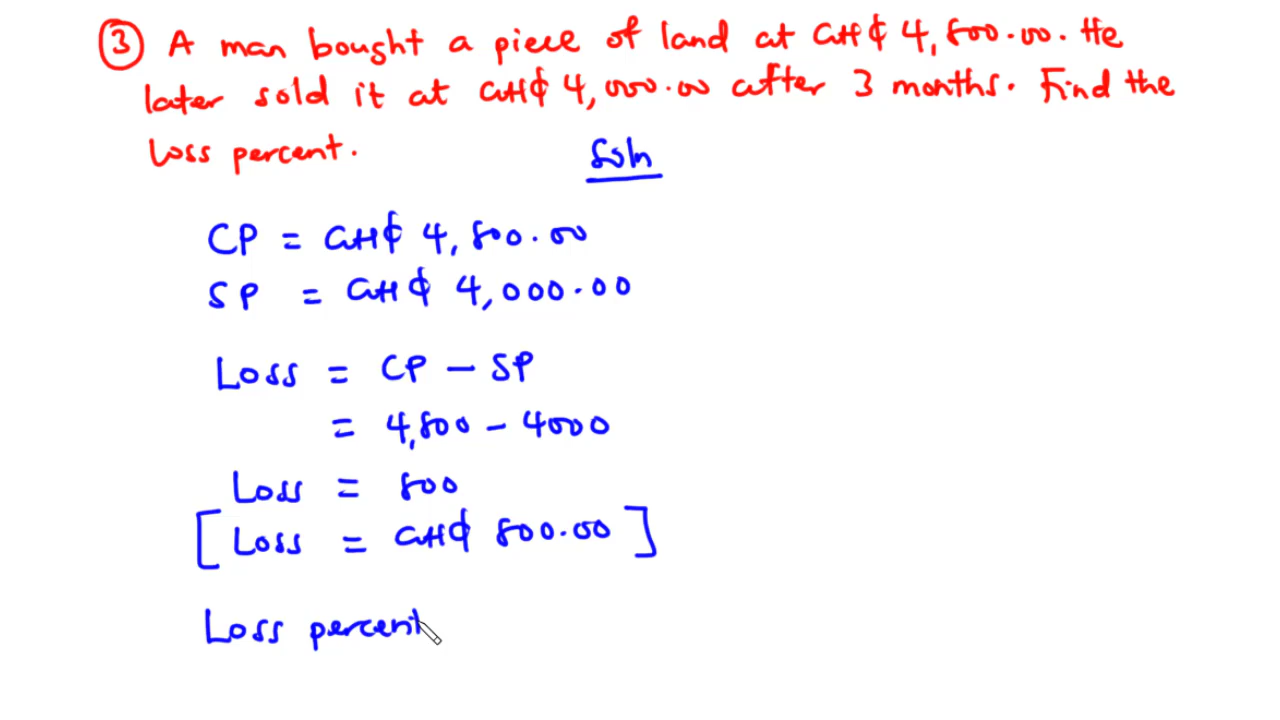 ③ A man bought a piece of land at GH₵ 4,800.00. He
later sold it at GH₵ 4,000.00 after 3 months. Find the
loss percent.
Soln
CP = GH₵ 4,800.00
SP = GH₵ 4,000.00
Loss = CP − SP
= 4,800 − 4000
Loss = 800
[Loss = GH₵ 800.00]
Loss percent